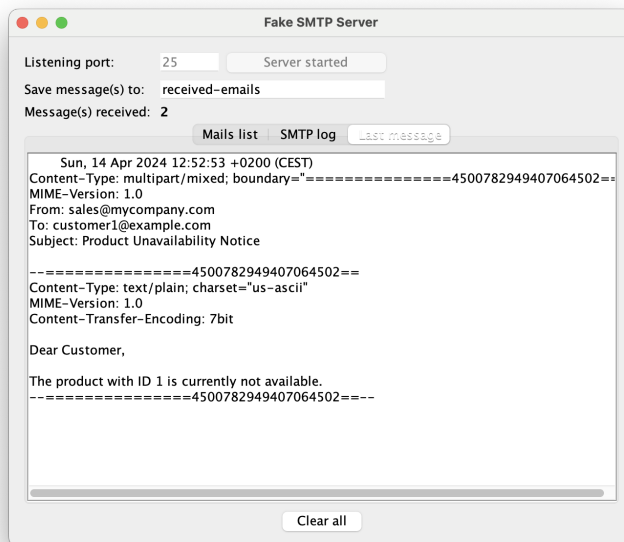 Fake SMTP Server
Listening port: 25 Server started
Save message(s) to: received-emails
Message(s) received: 2
Mails list SMTP log Last message
Sun, 14 Apr 2024 12:52:53 +0200 (CEST)
Content-Type: multipart/mixed; boundary="===============4500782949407064502==
MIME-Version: 1.0
From: sales@mycompany.com
To: customer1@example.com
Subject: Product Unavailability Notice
--===============4500782949407064502==
Content-Type: text/plain; charset="us-ascii"
MIME-Version: 1.0
Content-Transfer-Encoding: 7bit
Dear Customer,
The product with ID 1 is currently not available.
--===============4500782949407064502==--
Clear all